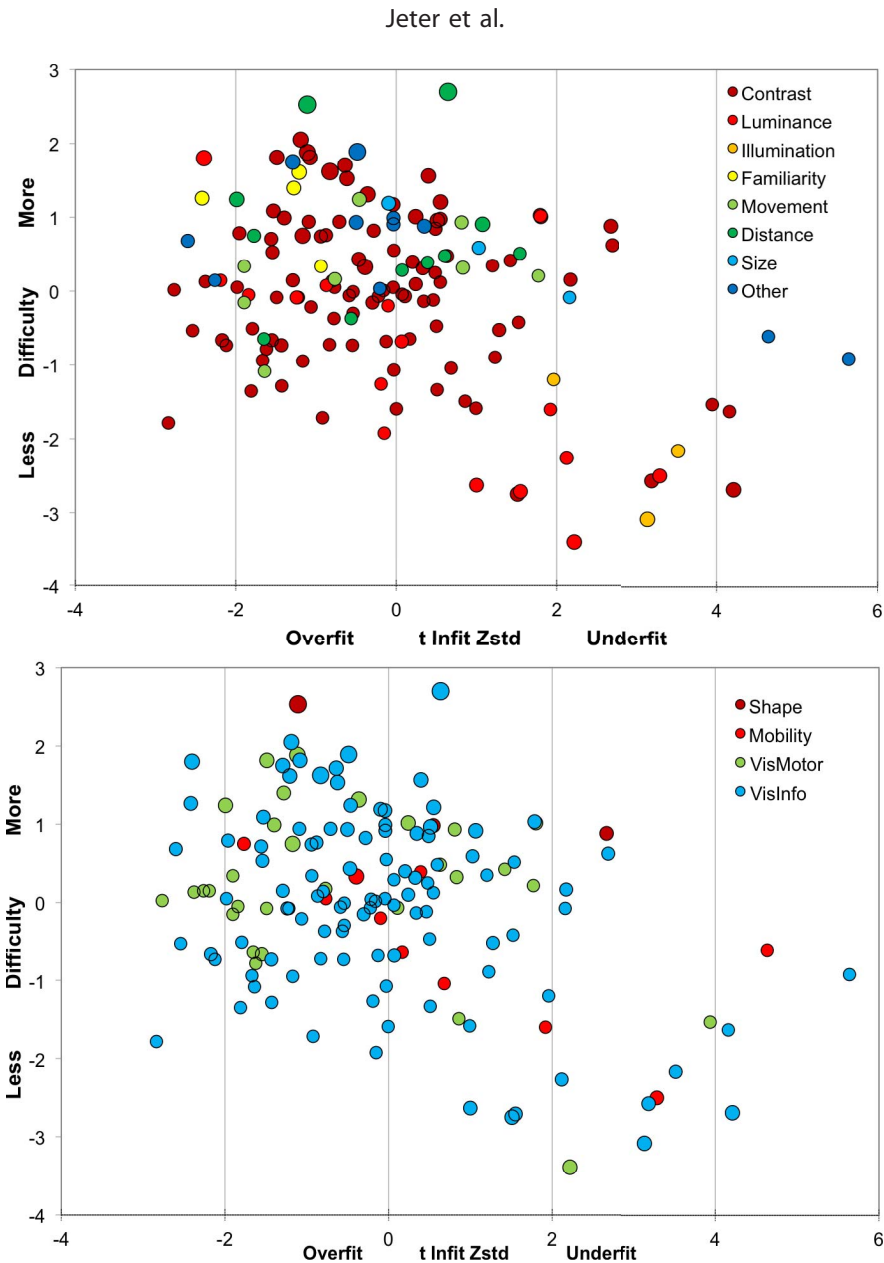 Jeter et al.
3
2
1
0
-1
-2
-3
-4
More
Difficulty
Less
Contrast
Luminance
Illumination
Familiarity
Movement
Distance
Size
Other
-4 -2 0 2 4 6
Overfit t Infit Zstd Underfit
3
2
1
0
-1
-2
-3
-4
More
Difficulty
Less
Shape
Mobility
VisMotor
VisInfo
-4 -2 0 2 4 6
Overfit t Infit Zstd Underfit